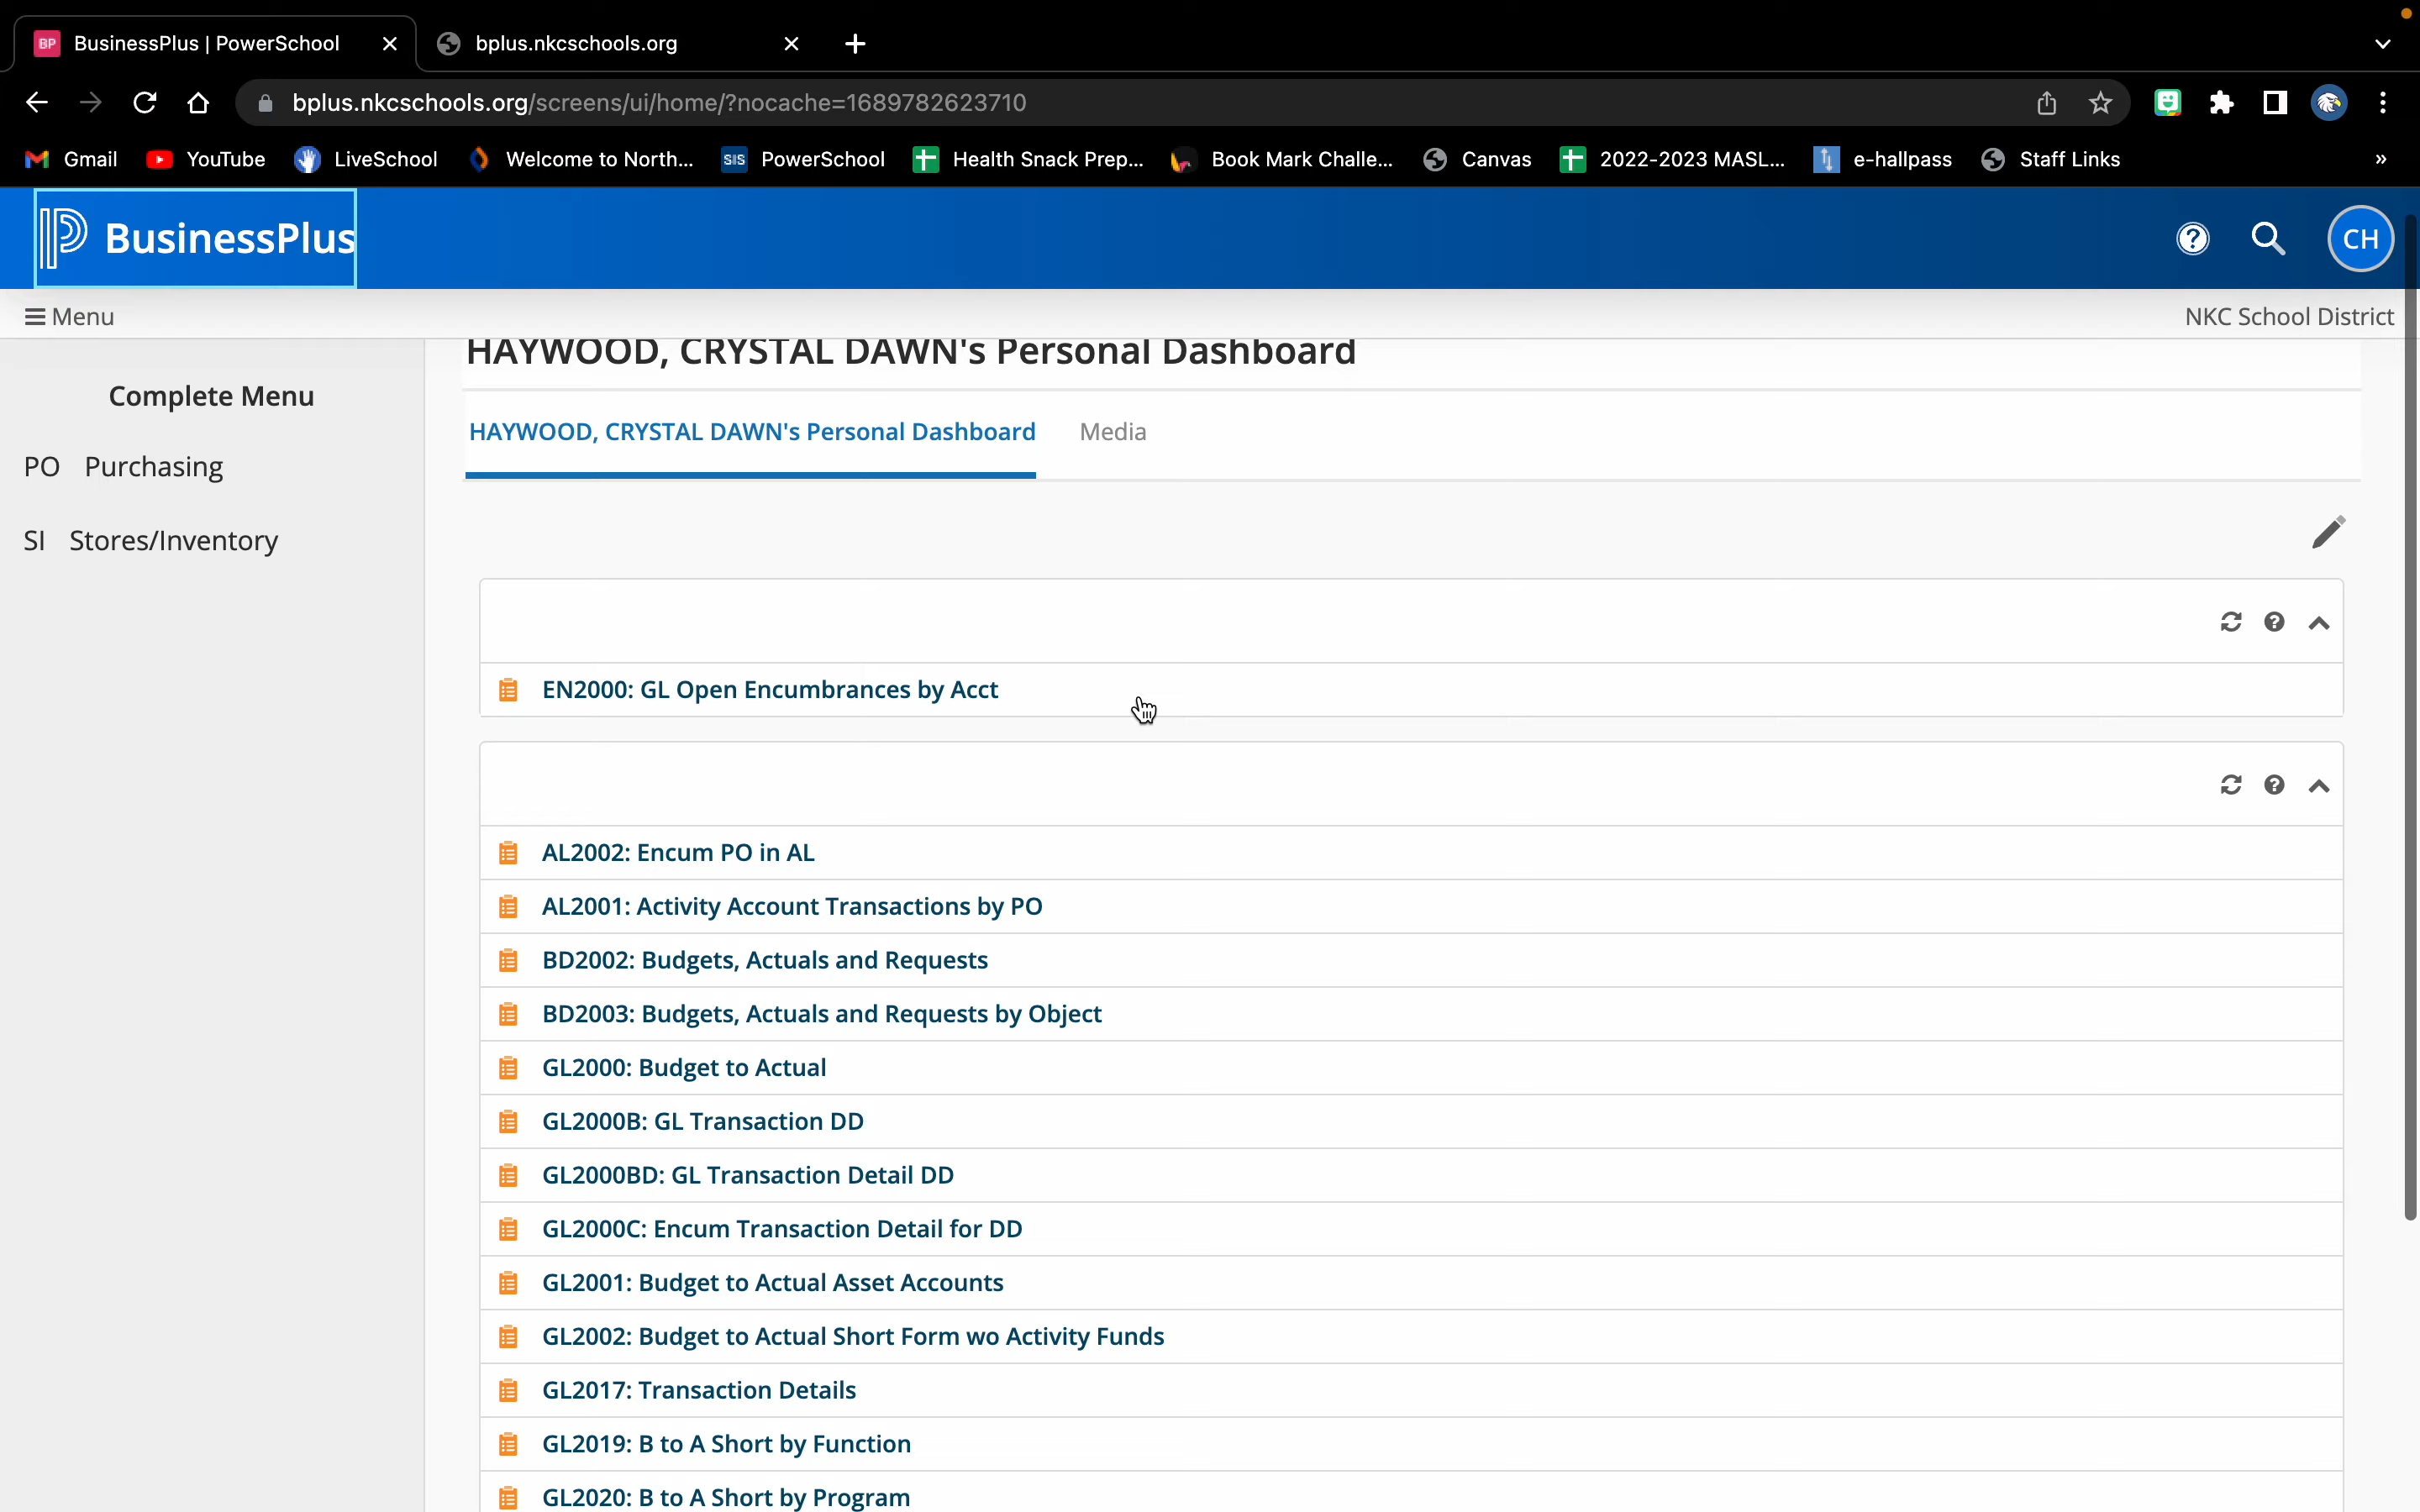 BP BusinessPlus | PowerSchool
bplus.nkcschools.org
bplus.nkcschools.org/screens/ui/home/?nocache=1689782623710
Gmail YouTube LiveSchool Welcome to North... SIS PowerSchool Health Snack Prep... Book Mark Challe... Canvas 2022-2023 MASL... e-hallpass Staff Links »
BusinessPlus
CH
Menu
NKC School District
HAYWOOD, CRYSTAL DAWN's Personal Dashboard
Complete Menu
PO Purchasing
SI Stores/Inventory
HAYWOOD, CRYSTAL DAWN's Personal Dashboard Media
EN2000: GL Open Encumbrances by Acct
AL2002: Encum PO in AL
AL2001: Activity Account Transactions by PO
BD2002: Budgets, Actuals and Requests
BD2003: Budgets, Actuals and Requests by Object
GL2000: Budget to Actual
GL2000B: GL Transaction DD
GL2000BD: GL Transaction Detail DD
GL2000C: Encum Transaction Detail for DD
GL2001: Budget to Actual Asset Accounts
GL2002: Budget to Actual Short Form wo Activity Funds
GL2017: Transaction Details
GL2019: B to A Short by Function
GL2020: B to A Short by Program